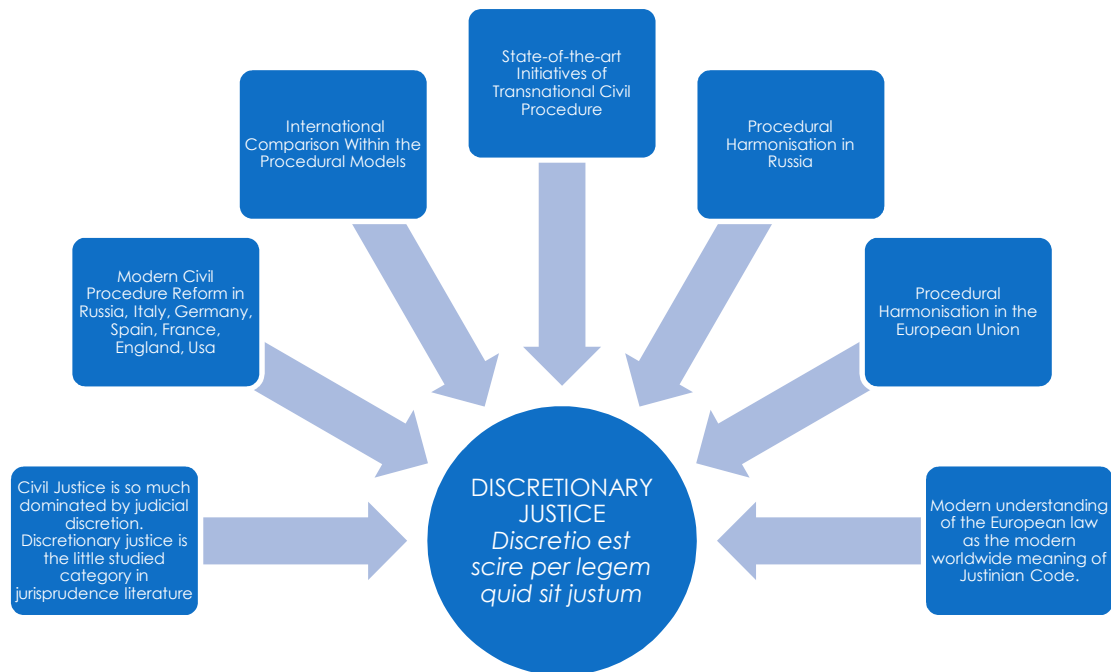 Civil Justice is so much
dominated by judicial
discretion.
Discretionary justice is
the little studied
category in
jurisprudence literature
Modern Civil
Procedure Reform in
Russia, Italy, Germany,
Spain, France,
England, Usa
International
Comparison Within the
Procedural Models
State-of-the-art
Initiatives of
Transnational Civil
Procedure
Procedural
Harmonisation in
Russia
Procedural
Harmonisation in the
European Union
Modern understanding
of the European law
as the modern
worldwide meaning of
Justinian Code.
DISCRETIONARY
JUSTICE
Discretio est
scire per legem
quid sit justum